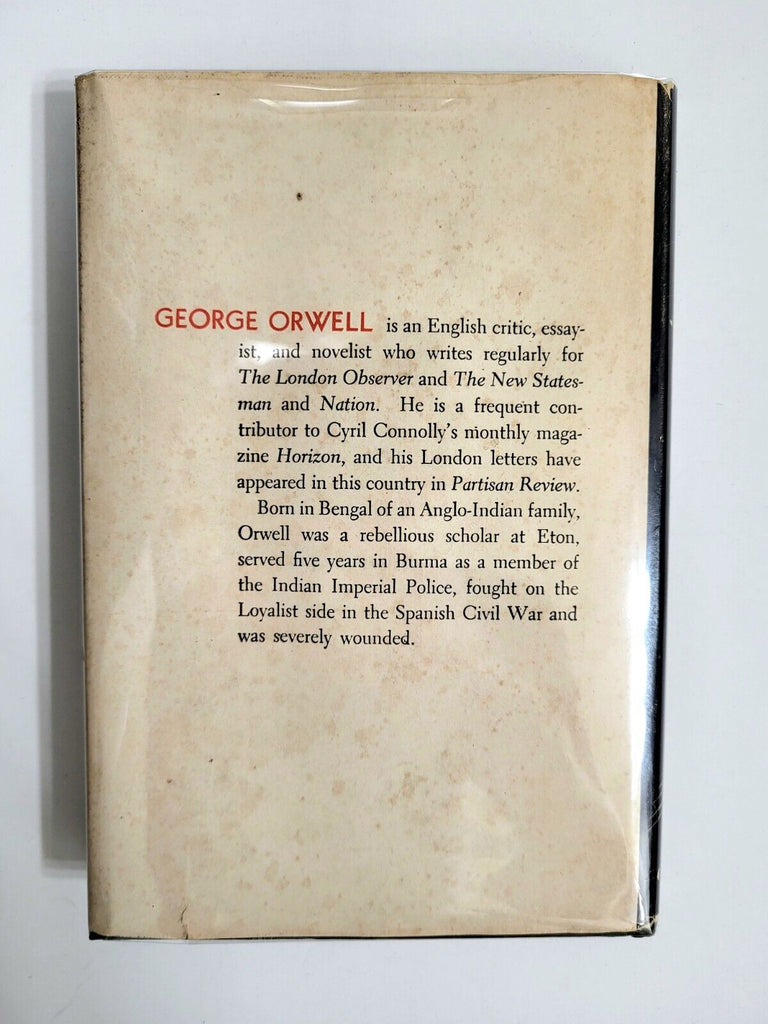 GEORGE ORWELL is an English critic, essay-
ist, and novelist who writes regularly for
The London Observer and The New States-
man and Nation. He is a frequent con-
tributor to Cyril Connolly's monthly maga-
zine Horizon, and his London letters have
appeared in this country in Partisan Review.
Born in Bengal of an Anglo-Indian family,
Orwell was a rebellious scholar at Eton,
served five years in Burma as a member of
the Indian Imperial Police, fought on the
Loyalist side in the Spanish Civil War and
was severely wounded.